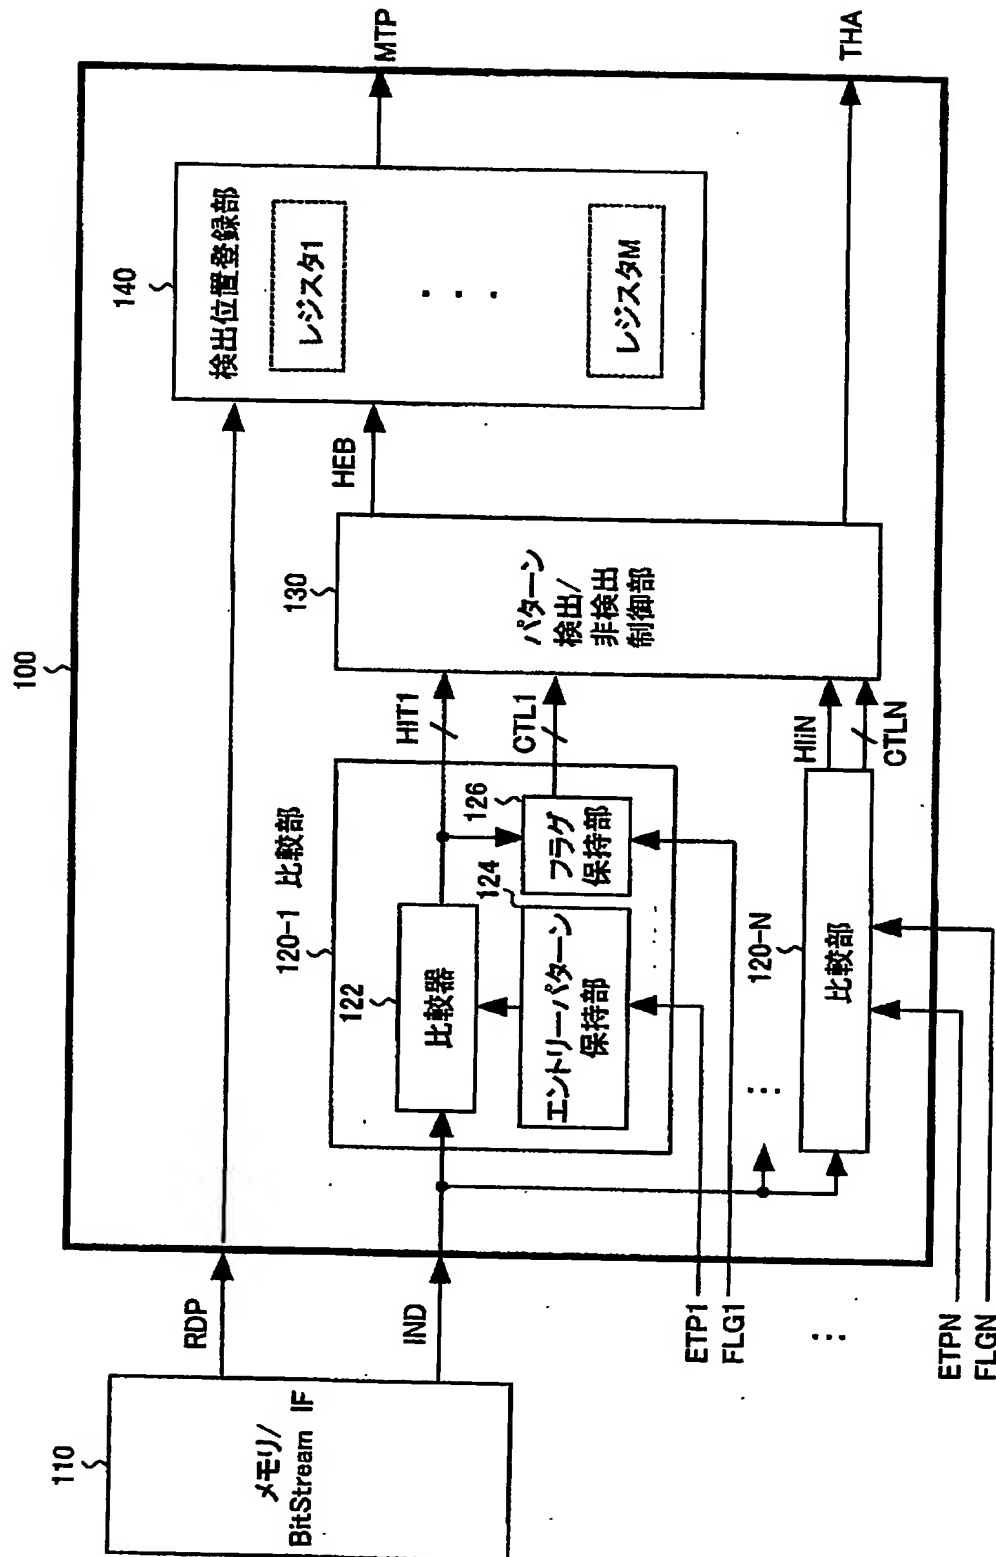 100
110
メモリ/
BitStream IF
RDP
IND
120-1 比較部
122
比較器
124
エントリーパターン
保持部
126
フラグ
保持部
HIT1
CTL1
130
パターン
検出/
非検出
制御部
HEB
140
検出位置登録部
レジスタ1
レジスタM
MTP
THA
120-N
比較部
HIiN
CTLN
ETP1
FLG1
ETPN
FLGN